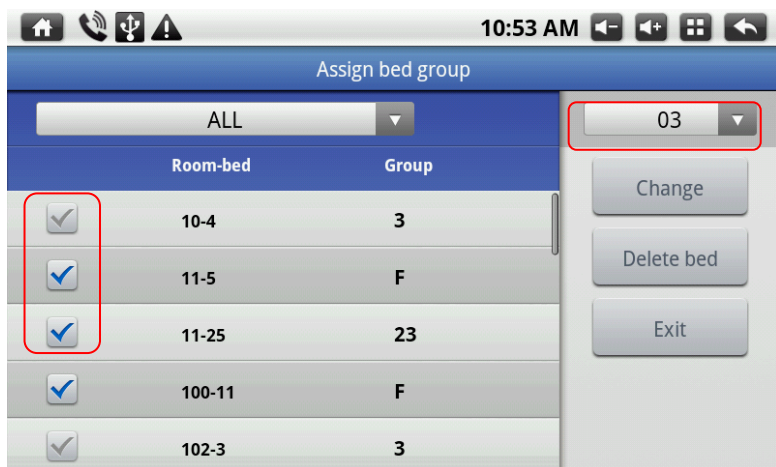 10:53 AM
Assign bed group
ALL
03
Room-bed Group
10-4 3
11-5 F
11-25 23
100-11 F
102-3 3
Change
Delete bed
Exit